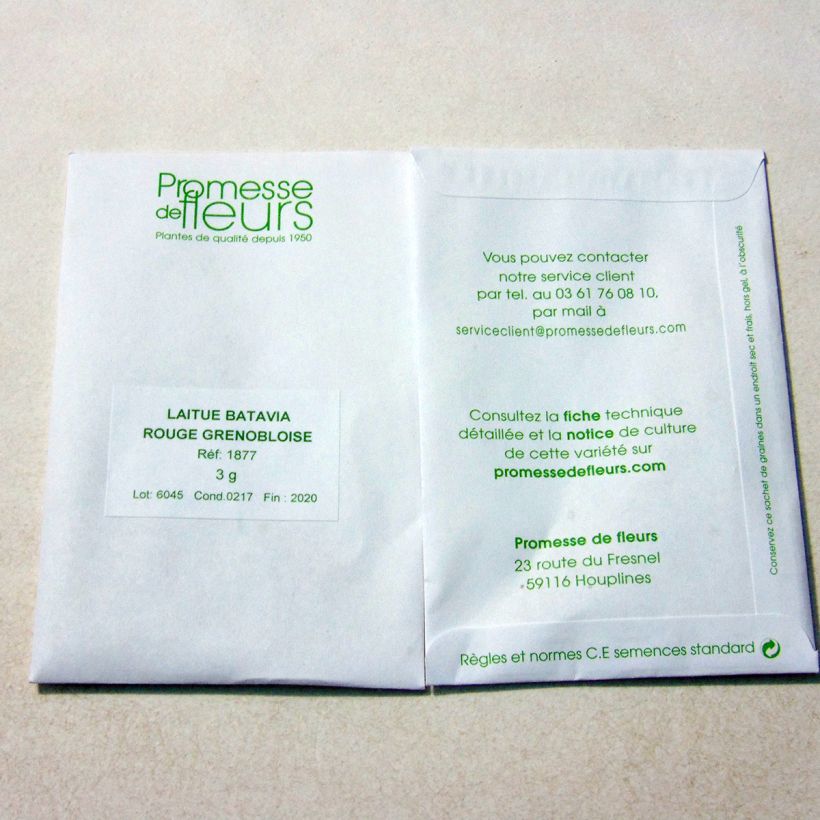 Promesse
de fleurs
Plantes de qualité depuis 1950
LAITUE BATAVIA
ROUGE GRENOBLOISE
Réf: 1877
3 g
Lot: 6045 Cond.0217 Fin : 2020
Vous pouvez contacter
notre service client
par tel. au 03 61 76 08 10,
par mail à
serviceclient@promessedefleurs.com
Consultez la fiche technique
détaillée et la notice de culture
de cette variété sur
promessedefleurs.com
Promesse de fleurs
23 route du Fresnel
59116 Houplines
Règles et normes C.E semences standard
Conservez ce sachet de graines dans un endroit sec et frais, hors gel, à l'obscurité